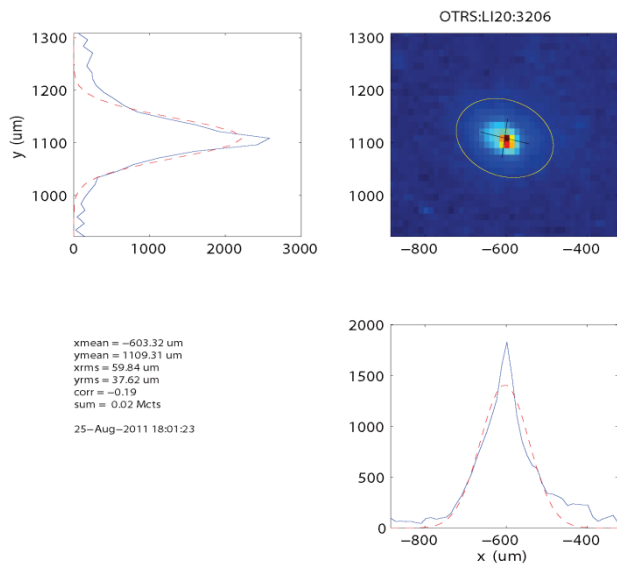 OTRS:LI20:3206
1300
1200
1100
1000
y (um)
0
1000
2000
3000
1300
1200
1100
1000
−800
−600
−400
xmean = −603.32 um
ymean = 1109.31 um
xrms = 59.84 um
yrms = 37.62 um
corr = −0.19
sum = 0.02 Mcts
25−Aug−2011 18:01:23
2000
1500
1000
500
0
−800
−600
−400
x (um)